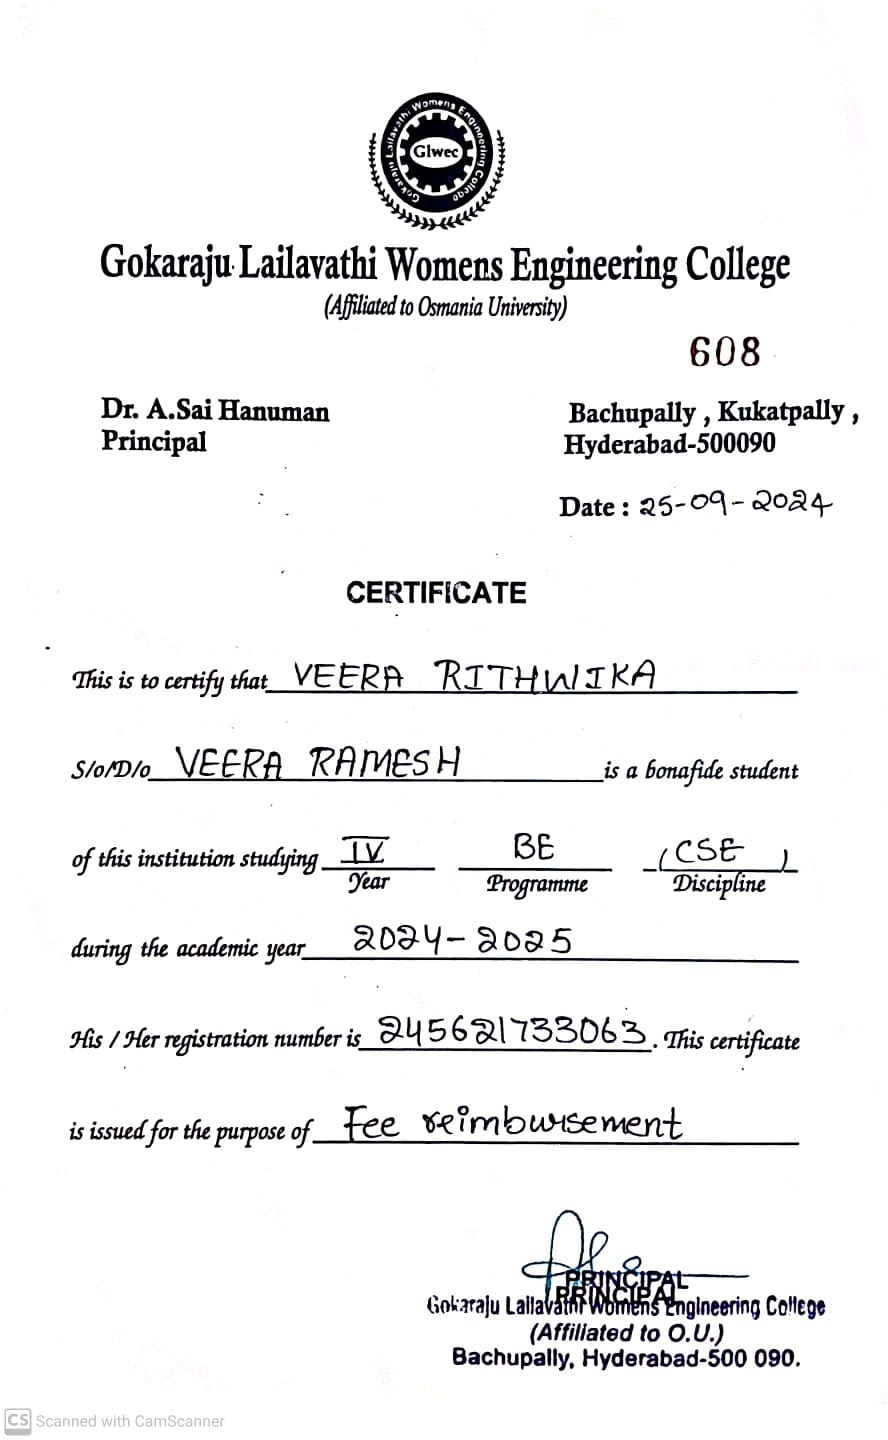 Gokaraju Lailavathi Womens Engineering College
Glwec
Gokaraju Lailavathi Womens Engineering College
(Affiliated to Osmania University)
608
Dr. A.Sai Hanuman
Principal
Bachupally , Kukatpally ,
Hyderabad-500090
Date : 25-09-2024
CERTIFICATE
This is to certify that VEERA RITHWIKA
S/o/D/o VEERA RAMESH is a bonafide student
of this institution studying IV BE (CSE)
Year Programme Discipline
during the academic year 2024-2025
His / Her registration number is 245621733063. This certificate
is issued for the purpose of Fee reimbursement
PRINCIPAL
PRINCIPAL
Gokaraju Lailavathi Womens Engineering College
(Affiliated to O.U.)
Bachupally, Hyderabad-500 090.
CS Scanned with CamScanner